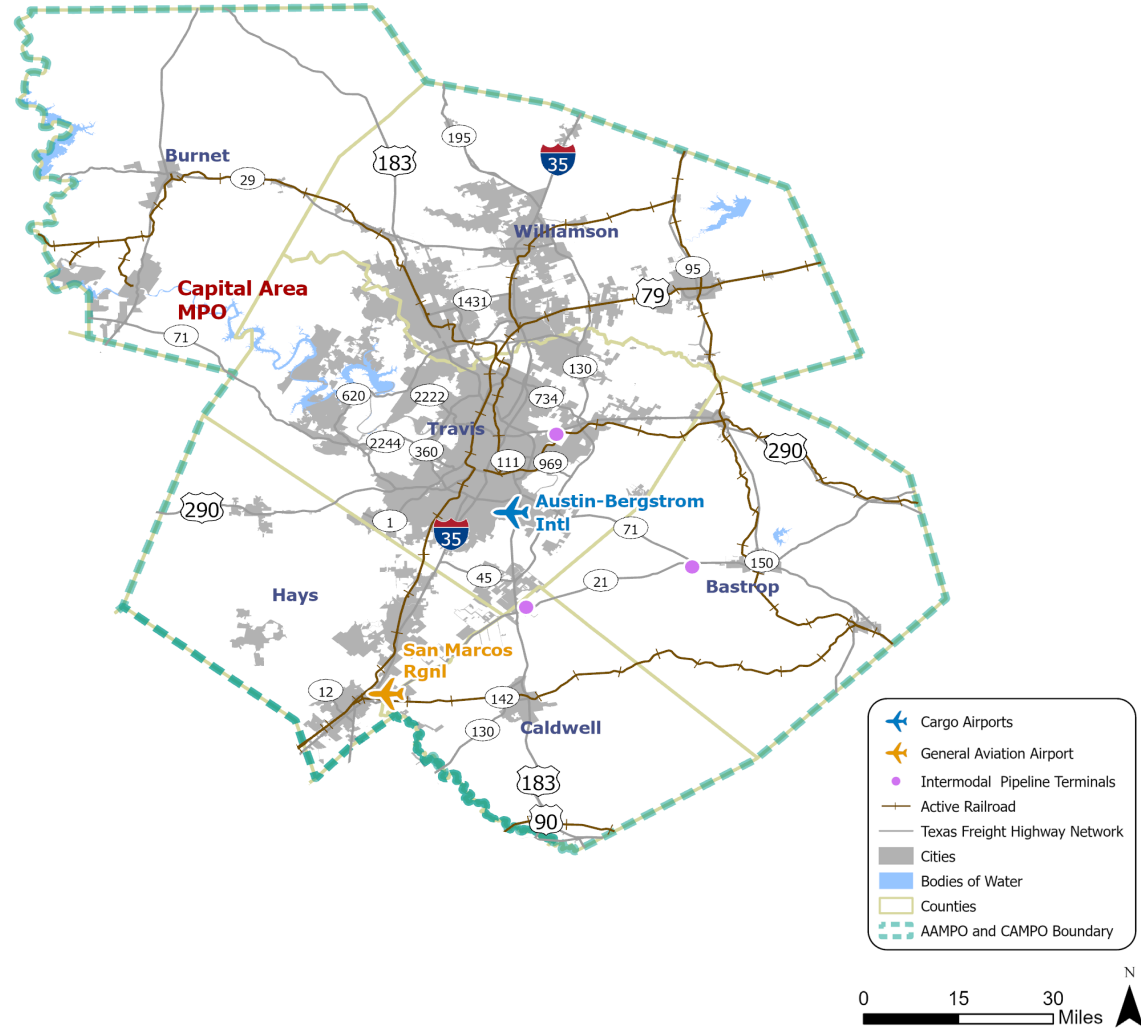 195
35
Burnet
183
29
Williamson
95
79
Capital Area
MPO
1431
71
130
620
2222
734
Travis
2244
360
111
969
290
290
Austin-Bergstrom
Intl
1
71
35
150
45
21
Bastrop
Hays
San Marcos
Rgnl
12
142
130
Caldwell
183
90
Cargo Airports
General Aviation Airport
Intermodal Pipeline Terminals
Active Railroad
Texas Freight Highway Network
Cities
Bodies of Water
Counties
AAMPO and CAMPO Boundary
N
0 15 30
Miles